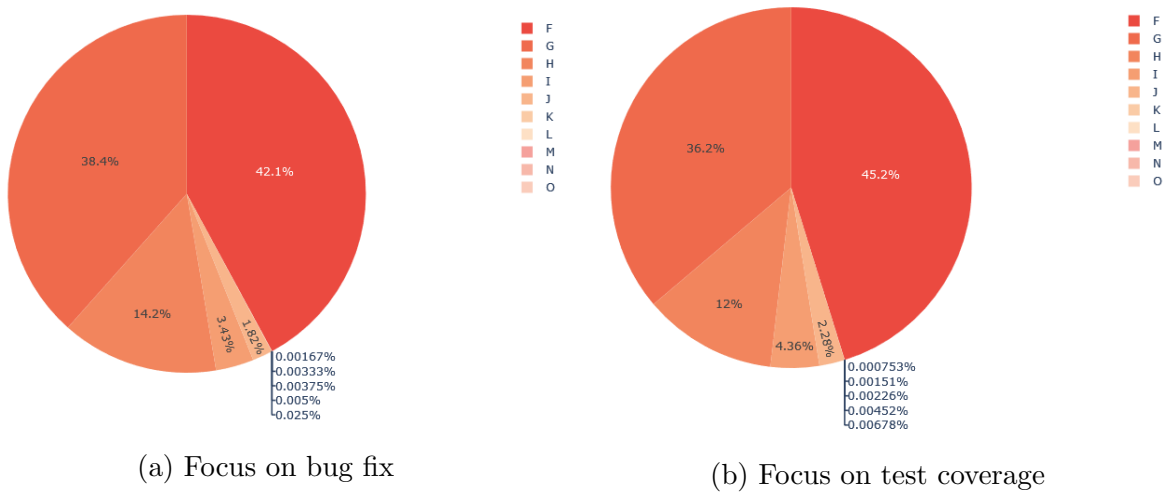 38.4%
42.1%
14.2%
3.43%
1.82%
0.00167%
0.00333%
0.00375%
0.005%
0.025%
F
G
H
I
J
K
L
M
N
O
(a) Focus on bug fix
36.2%
45.2%
12%
4.36%
2.28%
0.000753%
0.00151%
0.00226%
0.00452%
0.00678%
F
G
H
I
J
K
L
M
N
O
(b) Focus on test coverage